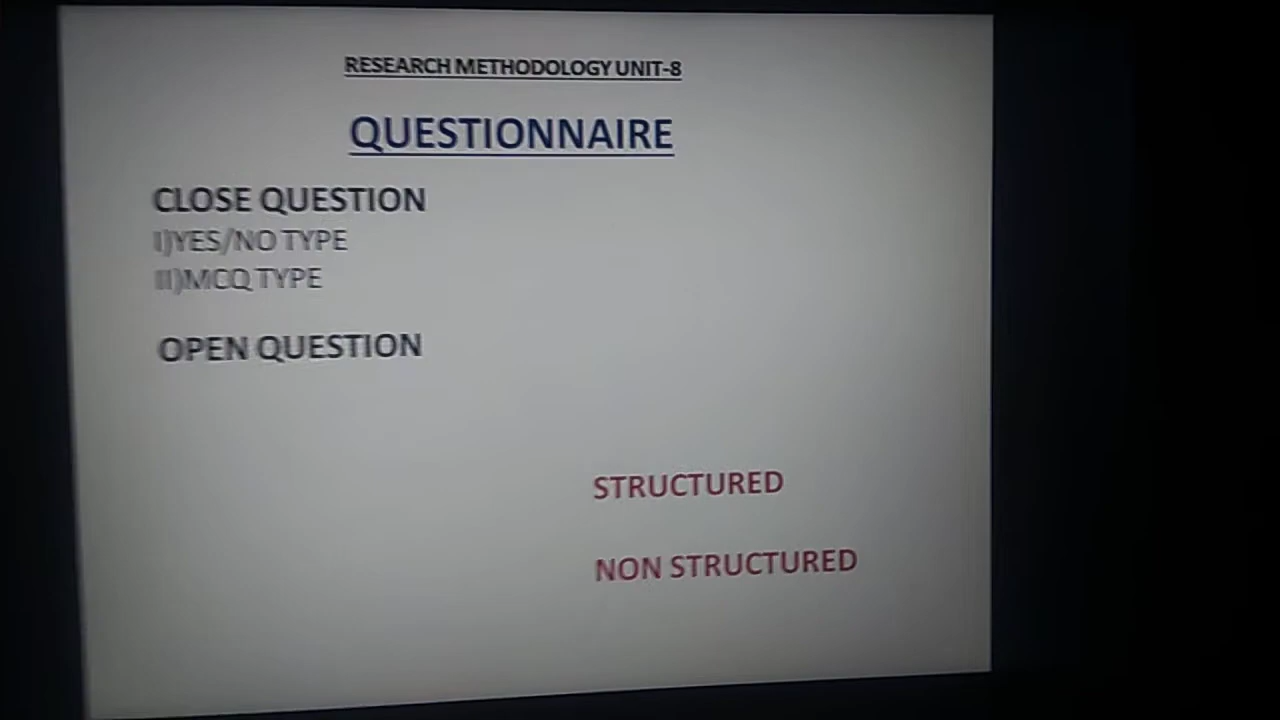 RESEARCH METHODOLOGY UNIT-8
QUESTIONNAIRE
CLOSE QUESTION
I)YES/NO TYPE
II)MCQ TYPE
OPEN QUESTION
STRUCTURED
NON STRUCTURED